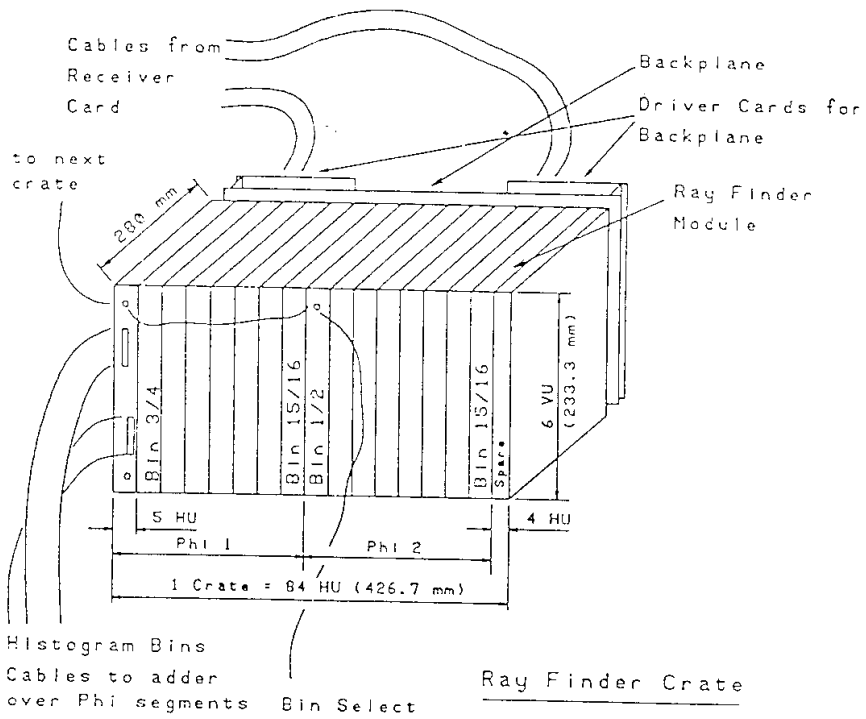 Cables from
Receiver
Card
Backplane
Driver Cards for
Backplane
to next
crate
280 mm
Ray Finder
Module
Bin 3/4
Bin 15/16
Bin 1/2
Bin 15/16
Spare
6 VU
(233.3 mm)
5 HU
4 HU
Phi 1
Phi 2
1 Crate = 84 HU (426.7 mm)
Histogram Bins
Cables to adder
over Phi segments
Bin Select
Ray Finder Crate